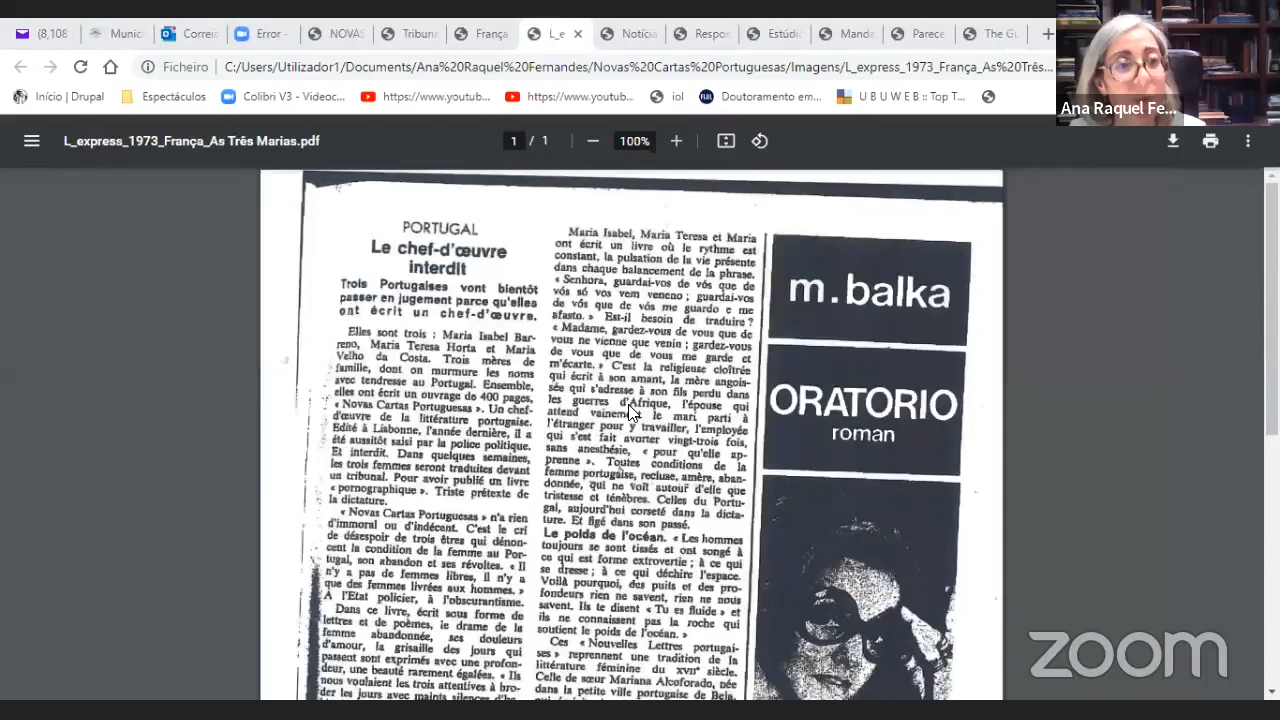 (8,108
Munic
Correio
Error -
NOVAS
Tribuna
França
L_e
Notícia
Respon
Estúdio
Manda
Parece
The Gu
Ficheiro
C:/Users/Utilizador1/Documents/Ana%20Raquel%20Fernandes/Novas%20Cartas%20Portuguesas/Imagens/L_express_1973_França_As%20Três...
Início | Drupal
Espectáculos
Colibri V3 - Videoc...
https://www.youtub...
https://www.youtub...
iol
Doutoramento em...
U B U W E B :: Top T...
Ana Raquel Fe...
L_express_1973_França_As Três Marias.pdf
1 / 1
100%
PORTUGAL
Le chef-d'œuvre
interdit
Trois Portugaises vont bientôt
passer en jugement parce qu'elles
ont écrit un chef-d'œuvre.
Elles sont trois : Maria Isabel Bar-
reno, Maria Teresa Horta et Maria
Velho da Costa. Trois mères de
famille, dont on murmure les noms
avec tendresse au Portugal. Ensemble,
elles ont écrit un ouvrage de 400 pages,
« Novas Cartas Portuguesas ». Un chef-
d'œuvre de la littérature portugaise.
Edité à Lisbonne, l'année dernière, il a
été aussitôt saisi par la police politique.
Et interdit. Dans quelques semaines,
les trois femmes seront traduites devant
un tribunal. Pour avoir publié un livre
« pornographique ». Triste prétexte de
la dictature.
« Novas Cartas Portuguesas » n'a rien
d'immoral ou d'indécent. C'est le cri
de désespoir de trois êtres qui dénon-
cent la condition de la femme au Por-
tugal, son abandon et ses révoltes. « Il
n'y a pas de femmes libres, il n'y a
que des femmes livrées aux hommes. »
A l'Etat policier, à l'obscurantisme.
Dans ce livre, écrit sous forme de
lettres et de poèmes, le drame de la
femme abandonnée, ses douleurs
d'amour, la grisaille des jours qui
passent sont exprimés avec une profon-
deur, une beauté rarement égalées. « Ils
nous voulaient les trois attentives à bro-
der les jours avec maints silences
Maria Isabel, Maria Teresa et Maria
ont écrit un livre où le rythme est
constant, la pulsation de la vie présente
dans chaque balancement de la phrase.
« Senhora, guardai-vos de vós que de
vós só vos vem veneno ; guardai-vos
de vós que de vós me guardo e me
afasto. » Est-il besoin de traduire ?
« Madame, gardez-vous de vous que de
vous ne vienne que venin ; gardez-vous
de vous que de vous me garde et
m'écarte. » C'est la religieuse cloîtrée
qui écrit à son amant, la mère angois-
sée qui s'adresse à son fils perdu dans
les guerres d'Afrique, l'épouse qui
attend vainement le mari parti à
l'étranger pour y travailler, l'employée
qui s'est fait avorter vingt-trois fois,
sans anesthésie, « pour qu'elle ap-
prenne ». Toutes conditions de la
femme portugaise, recluse, amère, aban-
donnée, qui ne voit autour d'elle que
tristesse et ténèbres. Celles du Portu-
gal, aujourd'hui corseté dans la dicta-
ture. Et figé dans son passé.
Le poids de l'océan. « Les hommes
toujours se sont tissés et ont songé à
ce qui est forme extrovertie ; à ce qui
se dresse ; à ce qui déchire l'espace.
Voilà pourquoi, des puits et des pro-
fondeurs rien ne savent, rien ne nous
savent. Ils te disent « Tu es fluide » et
ils ne connaissent pas la roche qui
soutient le poids de l'océan. »
Ces « Nouvelles Lettres portugai-
ses » reprennent une tradition de la
littérature féminine du XVIIe siècle.
Celle de sœur Mariana Alcoforado, née
dans la petite ville portugaise de Beja,
m.balka
ORATORIO
roman
zoom